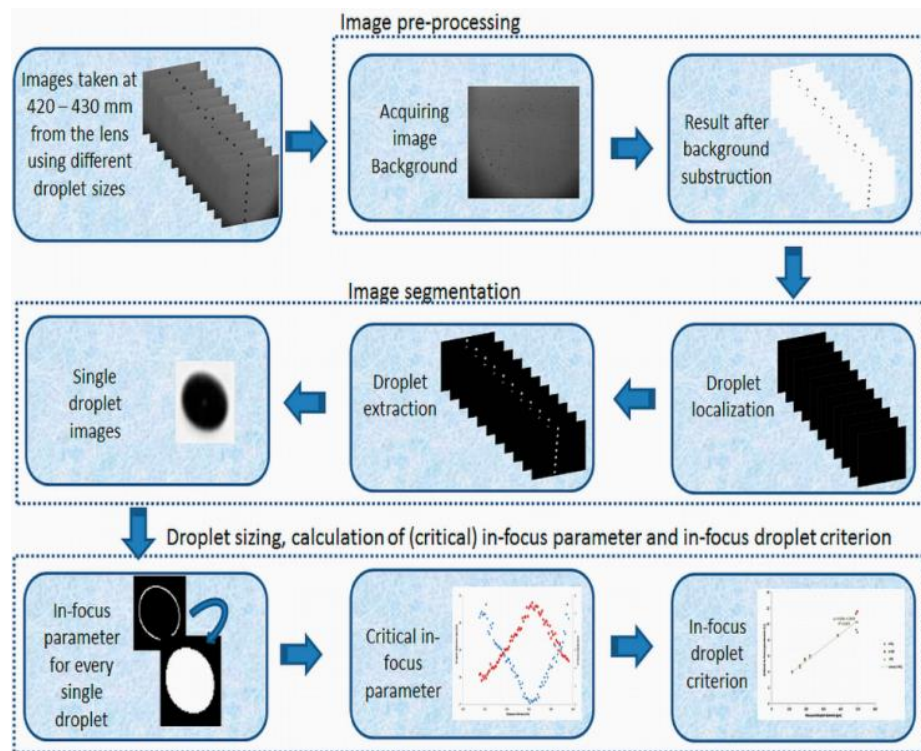 Image pre-processing
Images taken at
420 – 430 mm
from the lens
using different
droplet sizes
Acquiring
image
Background
Result after
background
substruction
Image segmentation
Single
droplet
images
Droplet
extraction
Droplet
localization
Droplet sizing, calculation of (critical) in-focus parameter and in-focus droplet criterion
In-focus
parameter
for every
single
droplet
Critical in-
focus
parameter
In-focus
droplet
criterion